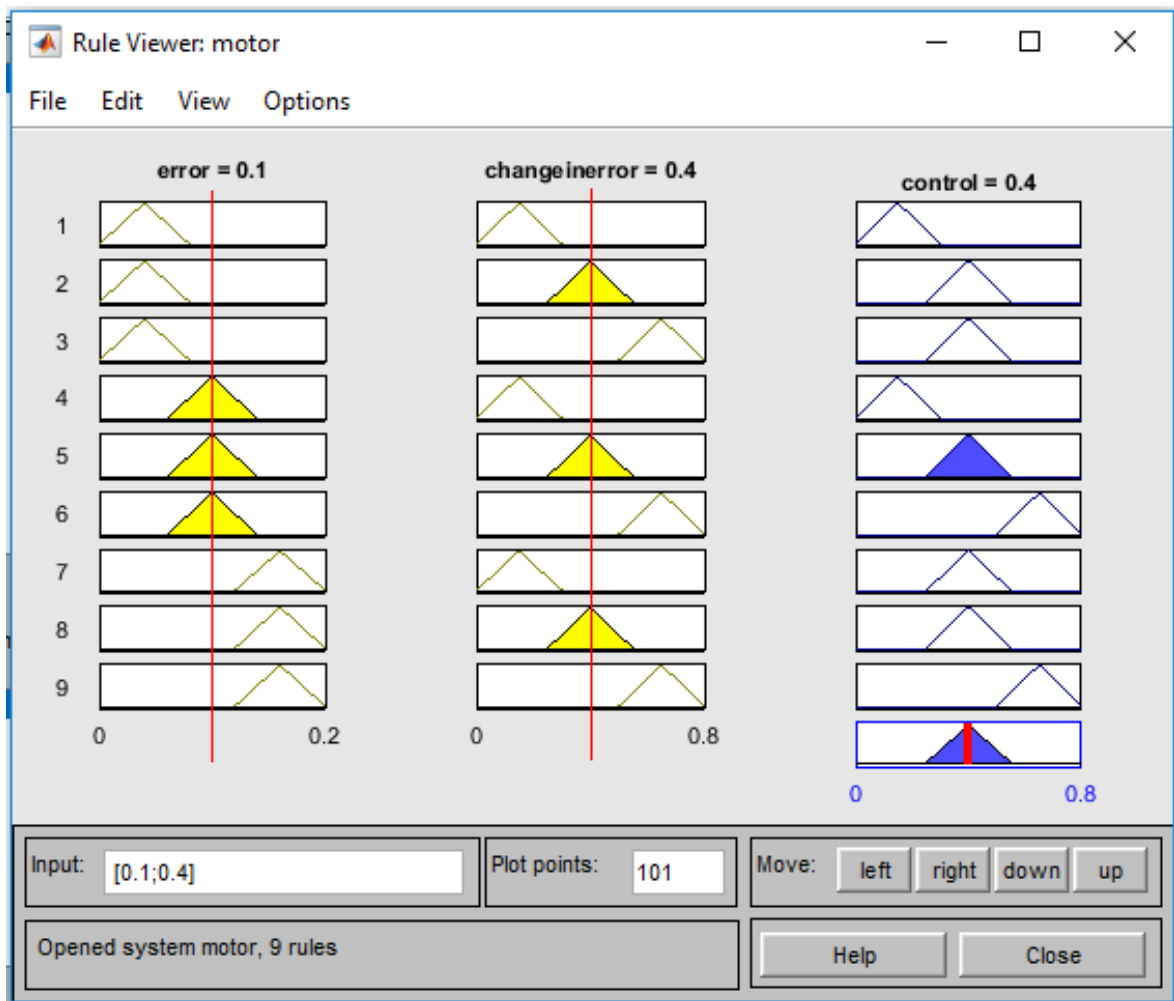 Rule Viewer: motor
File Edit View Options
error = 0.1 changeinerror = 0.4 control = 0.4
1
2
3
4
5
6
7
8
9
0 0.2 0 0.8
0 0.8
Input: [0.1;0.4] Plot points: 101 Move: left right down up
Opened system motor, 9 rules Help Close